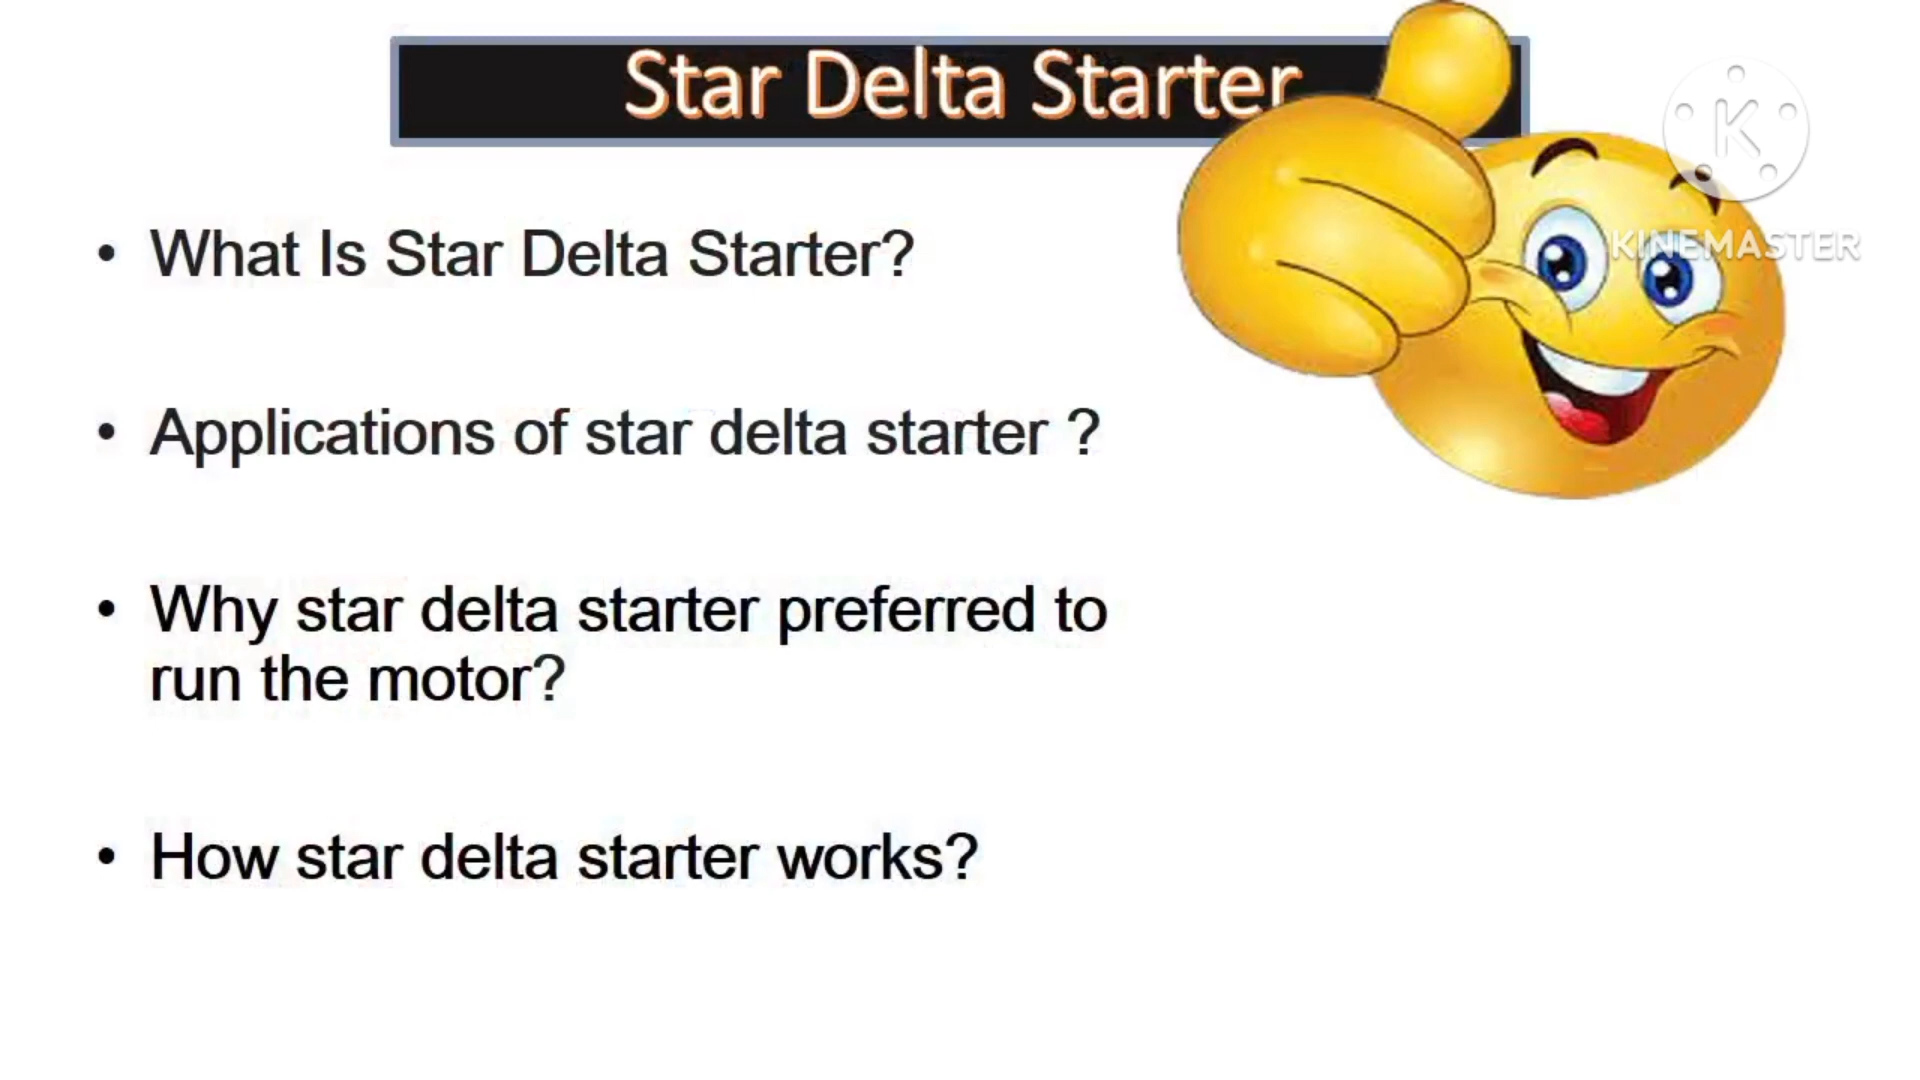 Star Delta Starter
K
KINEMASTER
• What Is Star Delta Starter?
• Applications of star delta starter ?
• Why star delta starter preferred to
run the motor?
• How star delta starter works?